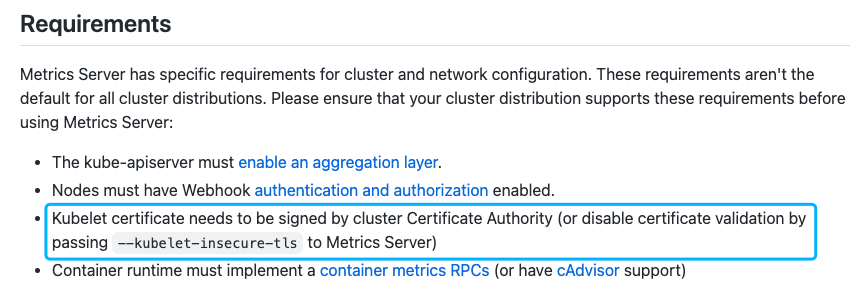 Requirements
Metrics Server has specific requirements for cluster and network configuration. These requirements aren't the
default for all cluster distributions. Please ensure that your cluster distribution supports these requirements before
using Metrics Server:
• The kube-apiserver must enable an aggregation layer.
• Nodes must have Webhook authentication and authorization enabled.
• Kubelet certificate needs to be signed by cluster Certificate Authority (or disable certificate validation by
passing --kubelet-insecure-tls to Metrics Server)
• Container runtime must implement a container metrics RPCs (or have cAdvisor support)